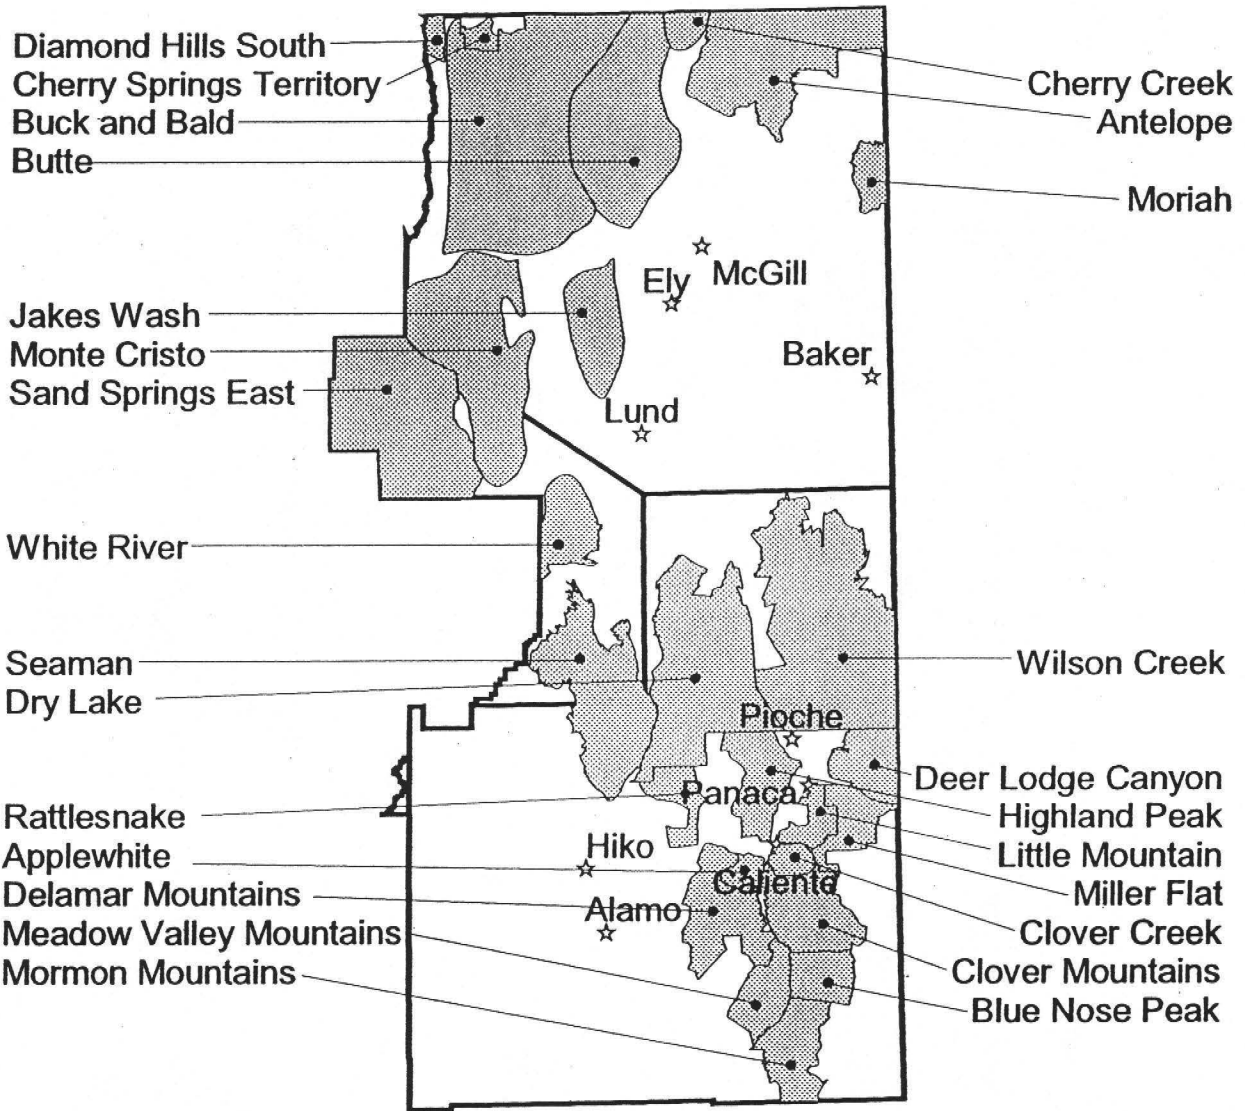 Diamond Hills South
Cherry Springs Territory
Buck and Bald
Butte
Cherry Creek
Antelope
Moriah
McGill
Ely
Jakes Wash
Monte Cristo
Sand Springs East
Baker
Lund
White River
Seaman
Dry Lake
Wilson Creek
Pioche
Deer Lodge Canyon
Highland Peak
Little Mountain
Miller Flat
Clover Creek
Clover Mountains
Blue Nose Peak
Panaca
Rattlesnake
Applewhite
Delamar Mountains
Meadow Valley Mountains
Mormon Mountains
Hiko
Caliente
Alamo